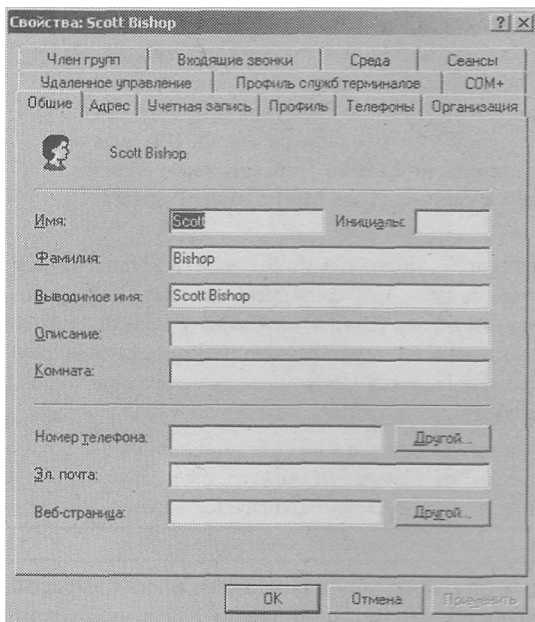 Свойства: Scott Bishop
Член групп Входящие звонки Среда Сеансы
Удаленное управление Профиль служб терминалов COM+
Общие Адрес Учетная запись Профиль Телефоны Организация
Scott Bishop
Имя: Scott Инициалы:
Фамилия: Bishop
Выводимое имя: Scott Bishop
Описание:
Комната:
Номер телефона: Другой...
Эл. почта:
Веб-страница: Другой...
OK Отмена Применить